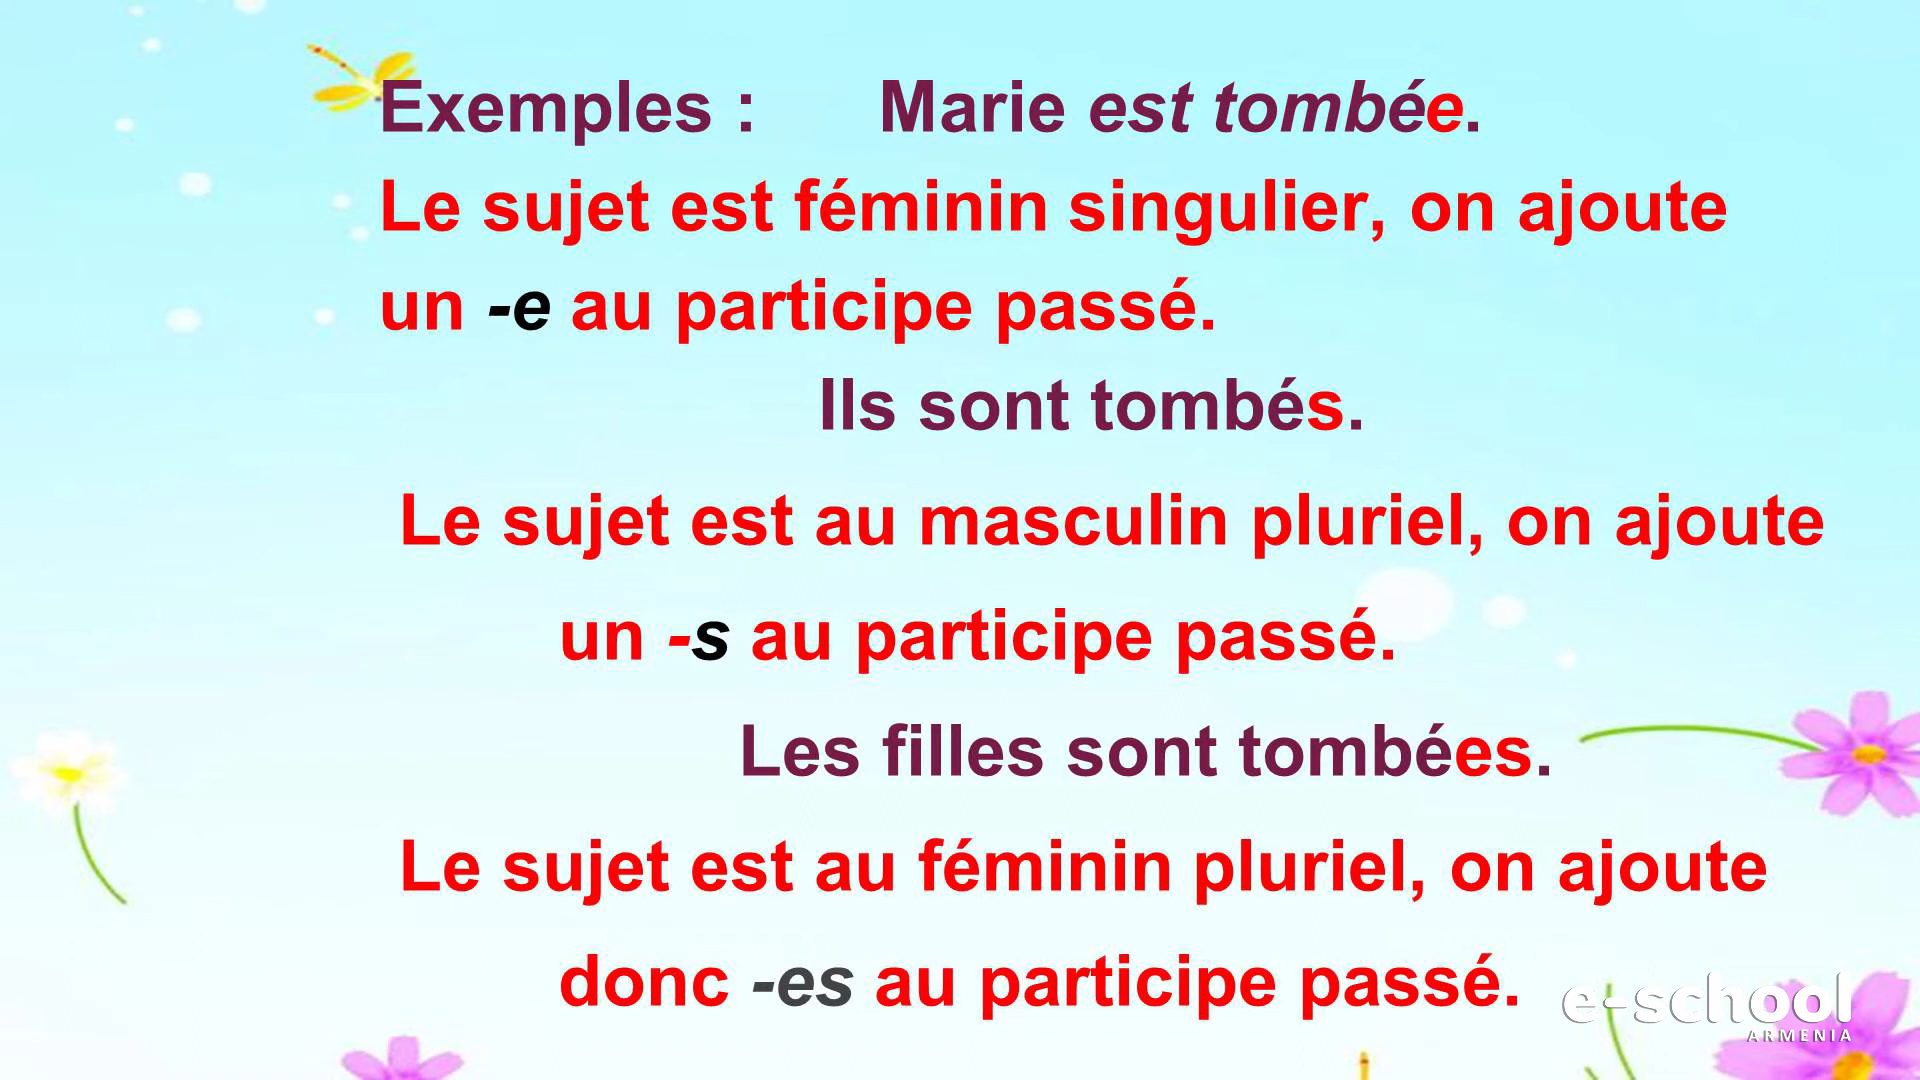 Exemples : Marie est tombée.
Le sujet est féminin singulier, on ajoute
un -e au participe passé.
Ils sont tombés.
Le sujet est au masculin pluriel, on ajoute
un -s au participe passé.
Les filles sont tombées.
Le sujet est au féminin pluriel, on ajoute
donc -es au participe passé.
e-school
ARMENIA